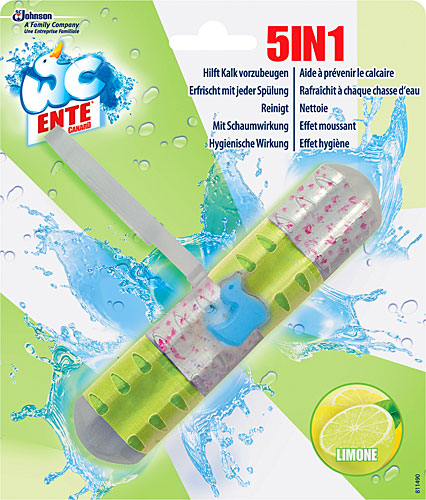 Johnson
A Family Company
Une Entreprise Familiale
WC
ENTE®
CANARD
5IN1
Hilft Kalk vorzubeugen
Aide à prévenir le calcaire
Erfrischt mit jeder Spülung
Rafraîchit à chaque chasse d'eau
Reinigt
Nettoie
Mit Schaumwirkung
Effet moussant
Hygienische Wirkung
Effet hygiène
LIMONE
811490